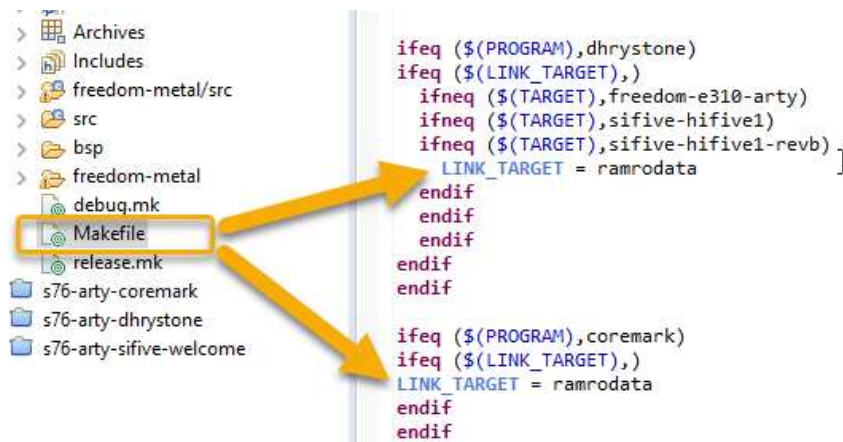 Archives
Includes
freedom-metal/src
src
bsp
freedom-metal
debug.mk
Makefile
release.mk
s76-arty-coremark
s76-arty-dhrystone
s76-arty-sifive-welcome
ifeq ($(PROGRAM),dhrystone)
ifeq ($(LINK_TARGET),)
ifneq ($(TARGET),freedom-e310-arty)
ifneq ($(TARGET),sifive-hifive1)
ifneq ($(TARGET),sifive-hifive1-revb)
LINK_TARGET = ramrodata
endif
endif
endif
endif
endif
ifeq ($(PROGRAM),coremark)
ifeq ($(LINK_TARGET),)
LINK_TARGET = ramrodata
endif
endif